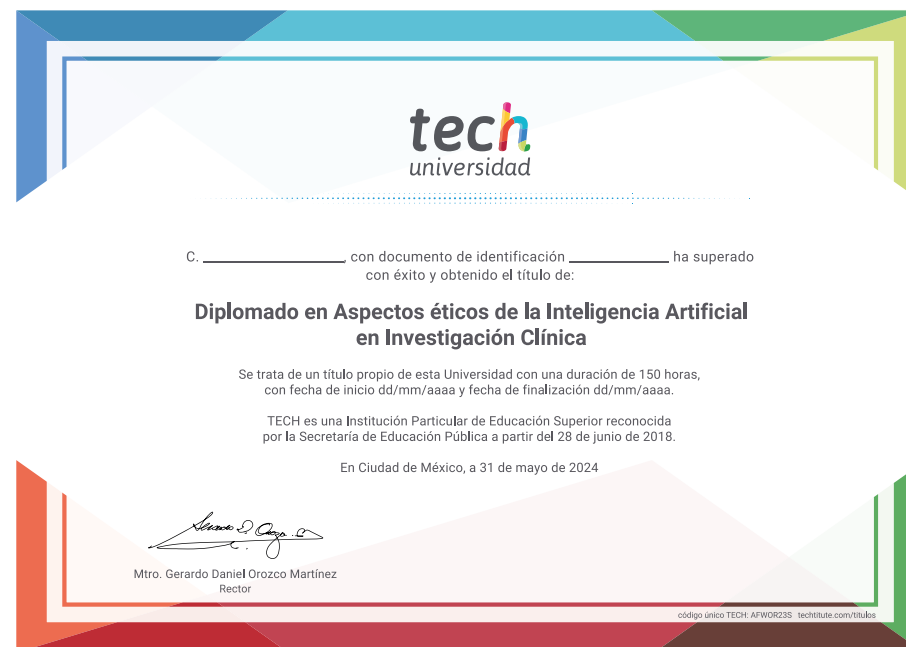 tech
universidad
C. ____________, con documento de identificación ____________ ha superado
con éxito y obtenido el título de:
Diplomado en Aspectos éticos de la Inteligencia Artificial
en Investigación Clínica
Se trata de un título propio de esta Universidad con una duración de 150 horas,
con fecha de inicio dd/mm/aaaa y fecha de finalización dd/mm/aaaa.
TECH es una Institución Particular de Educación Superior reconocida
por la Secretaría de Educación Pública a partir del 28 de junio de 2018.
En Ciudad de México, a 31 de mayo de 2024
Mtro. Gerardo Daniel Orozco Martínez
Rector
código único TECH: AFWOR23S techtitute.com/titulos